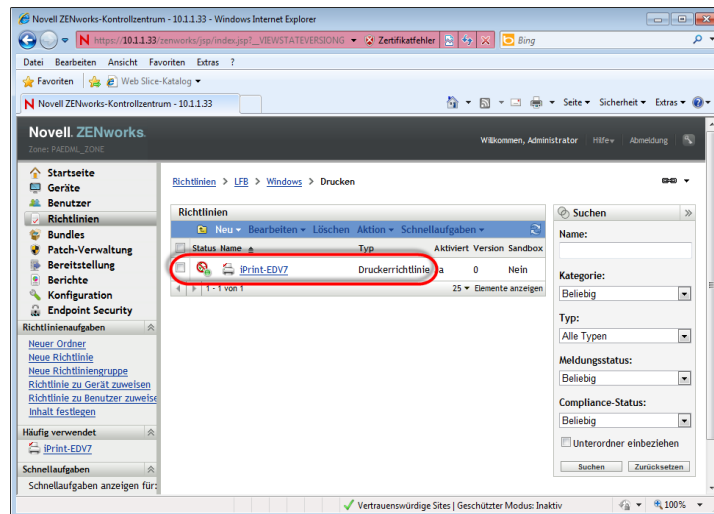 Novell ZENworks-Kontrollzentrum - 10.1.1.33 - Windows Internet Explorer
https://10.1.1.33/zenworks/jsp/index.jsp?_VIEWSTATEVERSIONG
Zertifikatfehler
Bing
Datei Bearbeiten Ansicht Favoriten Extras ?
Favoriten Web Slice-Katalog
Novell ZENworks-Kontrollzentrum - 10.1.1.33
Seite Sicherheit Extras
Novell. ZENworks.
Zone: PAEDML_ZONE
Willkommen, Administrator Hilfe Abmeldung
Startseite
Geräte
Benutzer
Richtlinien
Bundles
Patch-Verwaltung
Bereitstellung
Berichte
Konfiguration
Endpoint Security
Richtlinienaufgaben
Neuer Ordner
Neue Richtlinie
Neue Richtliniengruppe
Richtlinie zu Gerät zuweisen
Richtlinie zu Benutzer zuweise
Inhalt festlegen
Häufig verwendet
iPrint-EDV7
Schnellaufgaben
Schnellaufgaben anzeigen für:
Richtlinien > LFB > Windows > Drucken
Richtlinien
Neu Bearbeiten Löschen Aktion Schnellaufgaben
Status Name Typ Aktiviert Version Sandbox
iPrint-EDV7 Druckerrichtlinie Ja 0 Nein
1 - 1 von 1 25 Elemente anzeigen
Suchen
Name:
Kategorie:
Beliebig
Typ:
Alle Typen
Meldungsstatus:
Beliebig
Compliance-Status:
Beliebig
Unterordner einbeziehen
Suchen Zurücksetzen
Vertrauenswürdige Sites | Geschützter Modus: Inaktiv 100%